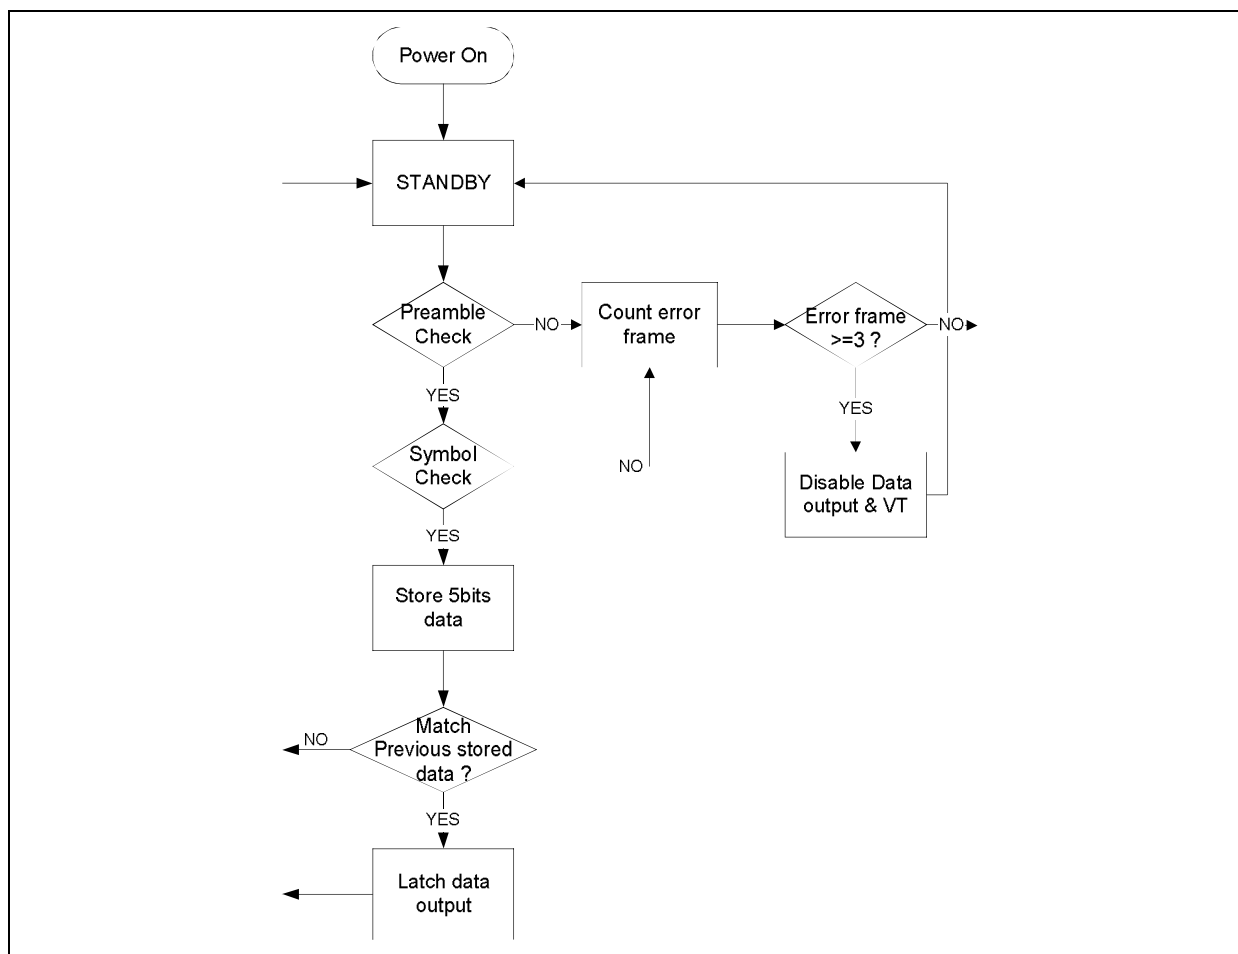 Power On
STANDBY
Preamble
Check
NO
Count error
frame
Error frame
>=3 ?
NO
YES
YES
Symbol
Check
NO
Disable Data
output & VT
YES
Store 5bits
data
Match
Previous stored
data ?
NO
YES
Latch data
output